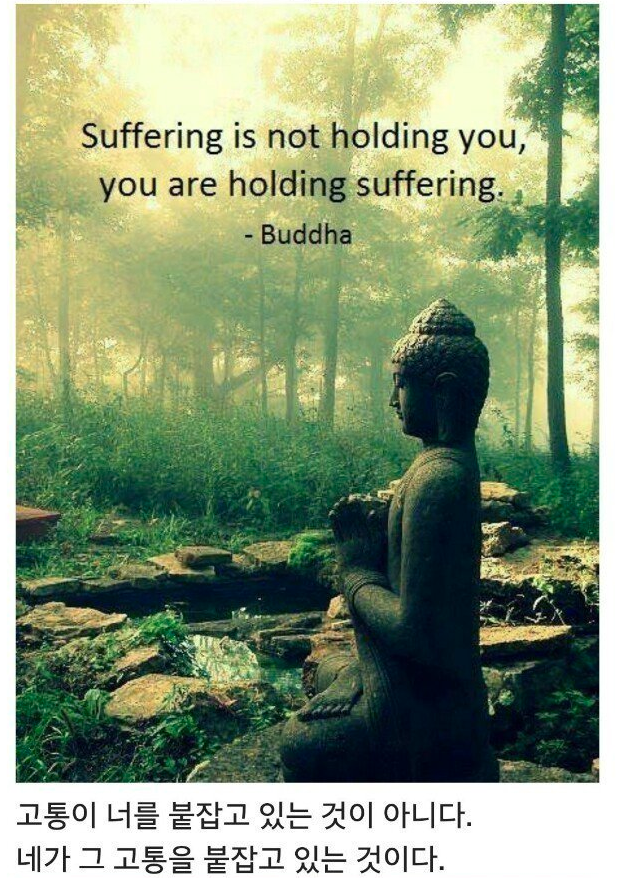 Suffering is not holding you,
you are holding suffering.
- Buddha
고통이 너를 붙잡고 있는 것이 아니다.
네가 그 고통을 붙잡고 있는 것이다.